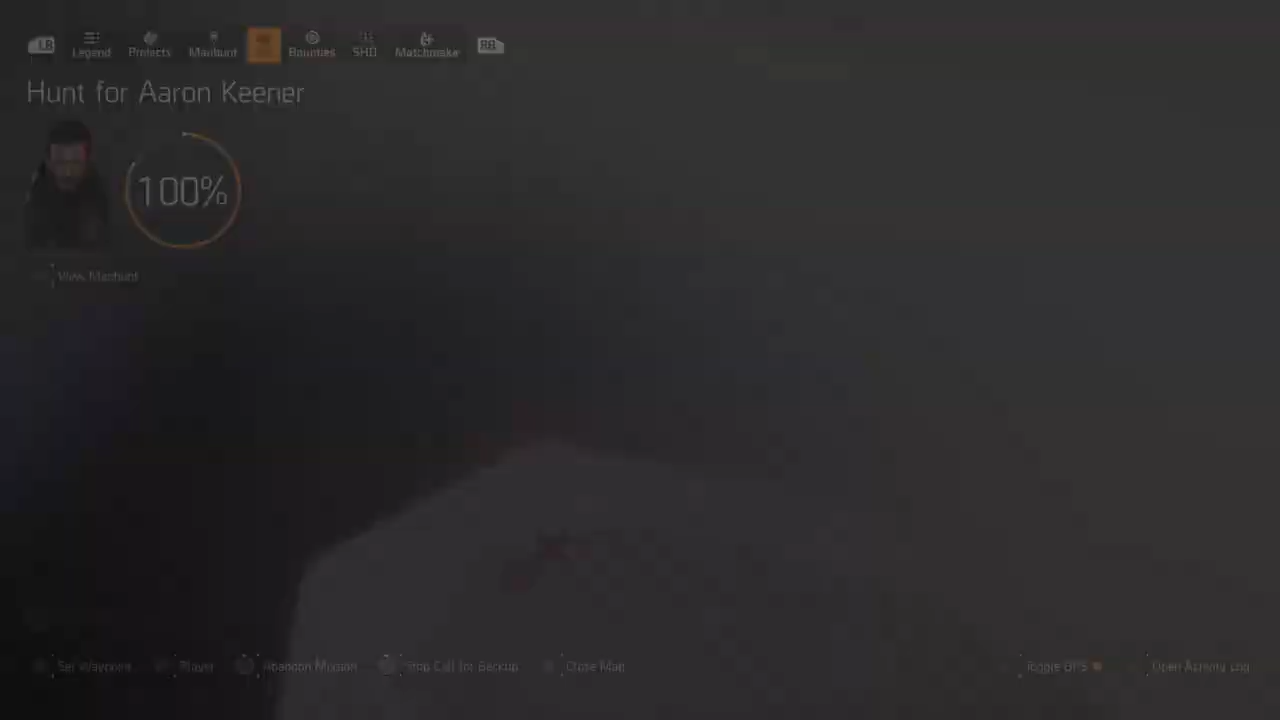 LB Legend Projects Manhunt Bounties SHD Matchmake RB
Hunt for Aaron Keener
100%
View Manhunt
Set Waypoint Player Abandon Mission Stop Call for Backup Close Map Toggle GPS Open Activity Log